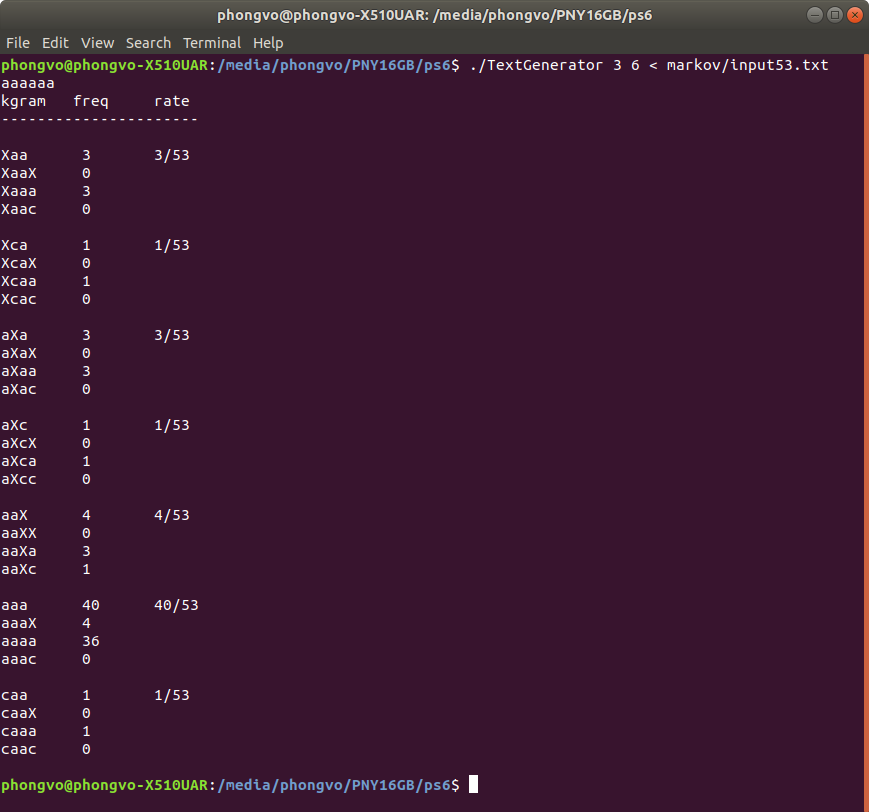 phongvo@phongvo-X510UAR: /media/phongvo/PNY16GB/ps6
File Edit View Search Terminal Help
phongvo@phongvo-X510UAR:/media/phongvo/PNY16GB/ps6$ ./TextGenerator 3 6 < markov/input53.txt
aaaaaa
kgram   freq     rate
----------------------
Xaa      3       3/53
XaaX     0
Xaaa     3
Xaac     0
Xca      1       1/53
XcaX     0
Xcaa     1
Xcac     0
aXa      3       3/53
aXaX     0
aXaa     3
aXac     0
aXc      1       1/53
aXcX     0
aXca     1
aXcc     0
aaX      4       4/53
aaXX     0
aaXa     3
aaXc     1
aaa      40      40/53
aaaX     4
aaaa     36
aaac     0
caa      1       1/53
caaX     0
caaa     1
caac     0
phongvo@phongvo-X510UAR:/media/phongvo/PNY16GB/ps6$